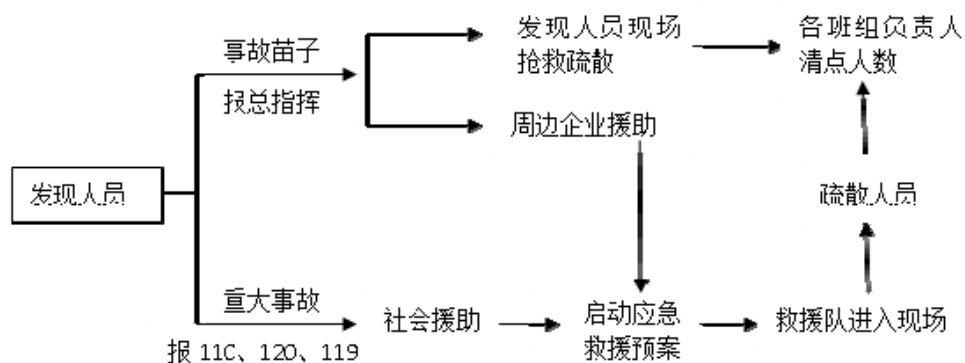 事故苗子
报总指挥
发现人员现场
抢救疏散
各班组负责人
清点人数
周边企业援助
发现人员
疏散人员
重大事故
报 11C、120、119
社会援助
启动应急
救援预案
救援队进入现场